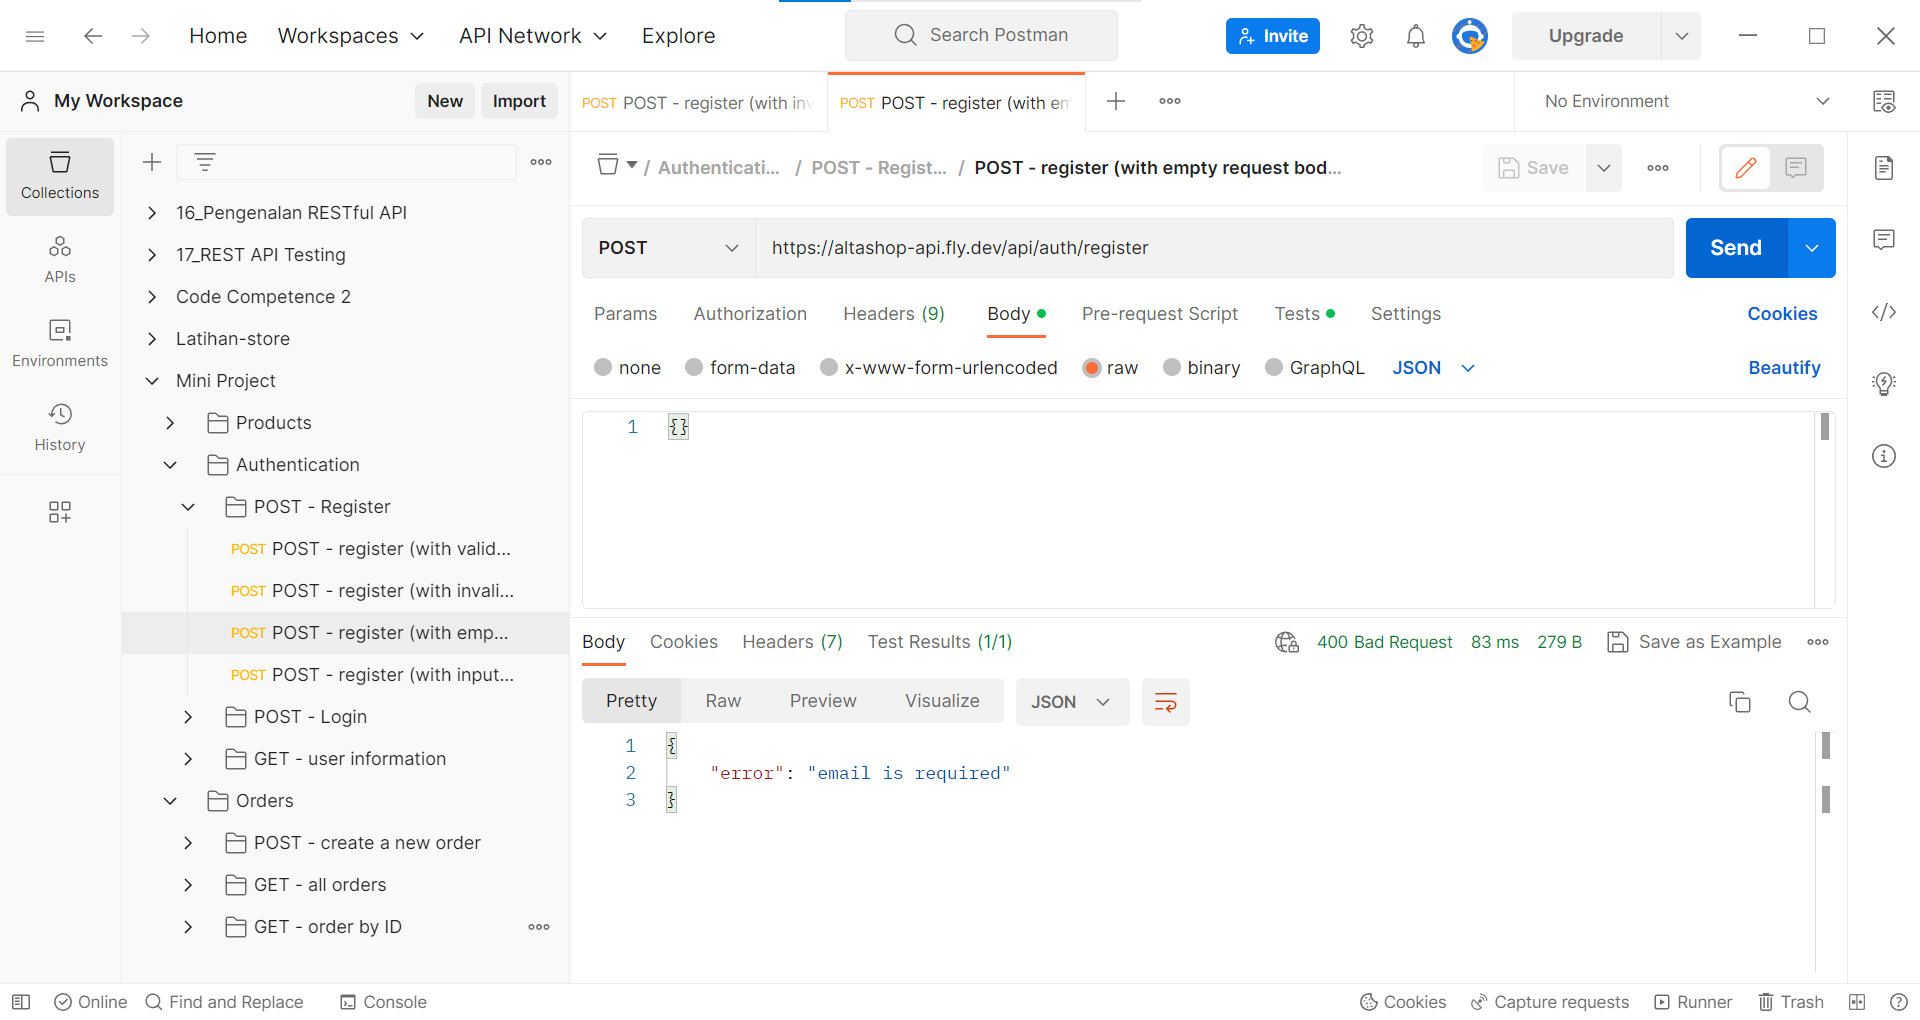 Home
Workspaces
API Network
Explore
Search Postman
Invite
Upgrade
My Workspace
New
Import
POST POST - register (with inv
POST POST - register (with em
No Environment
Collections
APIs
Environments
History
16_Pengenalan RESTful API
17_REST API Testing
Code Competence 2
Latihan-store
Mini Project
Products
Authentication
POST - Register
POST POST - register (with valid...
POST POST - register (with invali...
POST POST - register (with emp...
POST POST - register (with input...
POST - Login
GET - user information
Orders
POST - create a new order
GET - all orders
GET - order by ID
/ Authenticati... / POST - Regist... / POST - register (with empty request bod...
Save
POST
https://altashop-api.fly.dev/api/auth/register
Send
Params Authorization Headers (9) Body Pre-request Script Tests Settings
Cookies
none form-data x-www-form-urlencoded raw binary GraphQL JSON
Beautify
1 {}
Body Cookies Headers (7) Test Results (1/1)
400 Bad Request 83 ms 279 B
Save as Example
Pretty Raw Preview Visualize JSON
1 {
2 "error": "email is required"
3 }
Online
Find and Replace
Console
Cookies
Capture requests
Runner
Trash